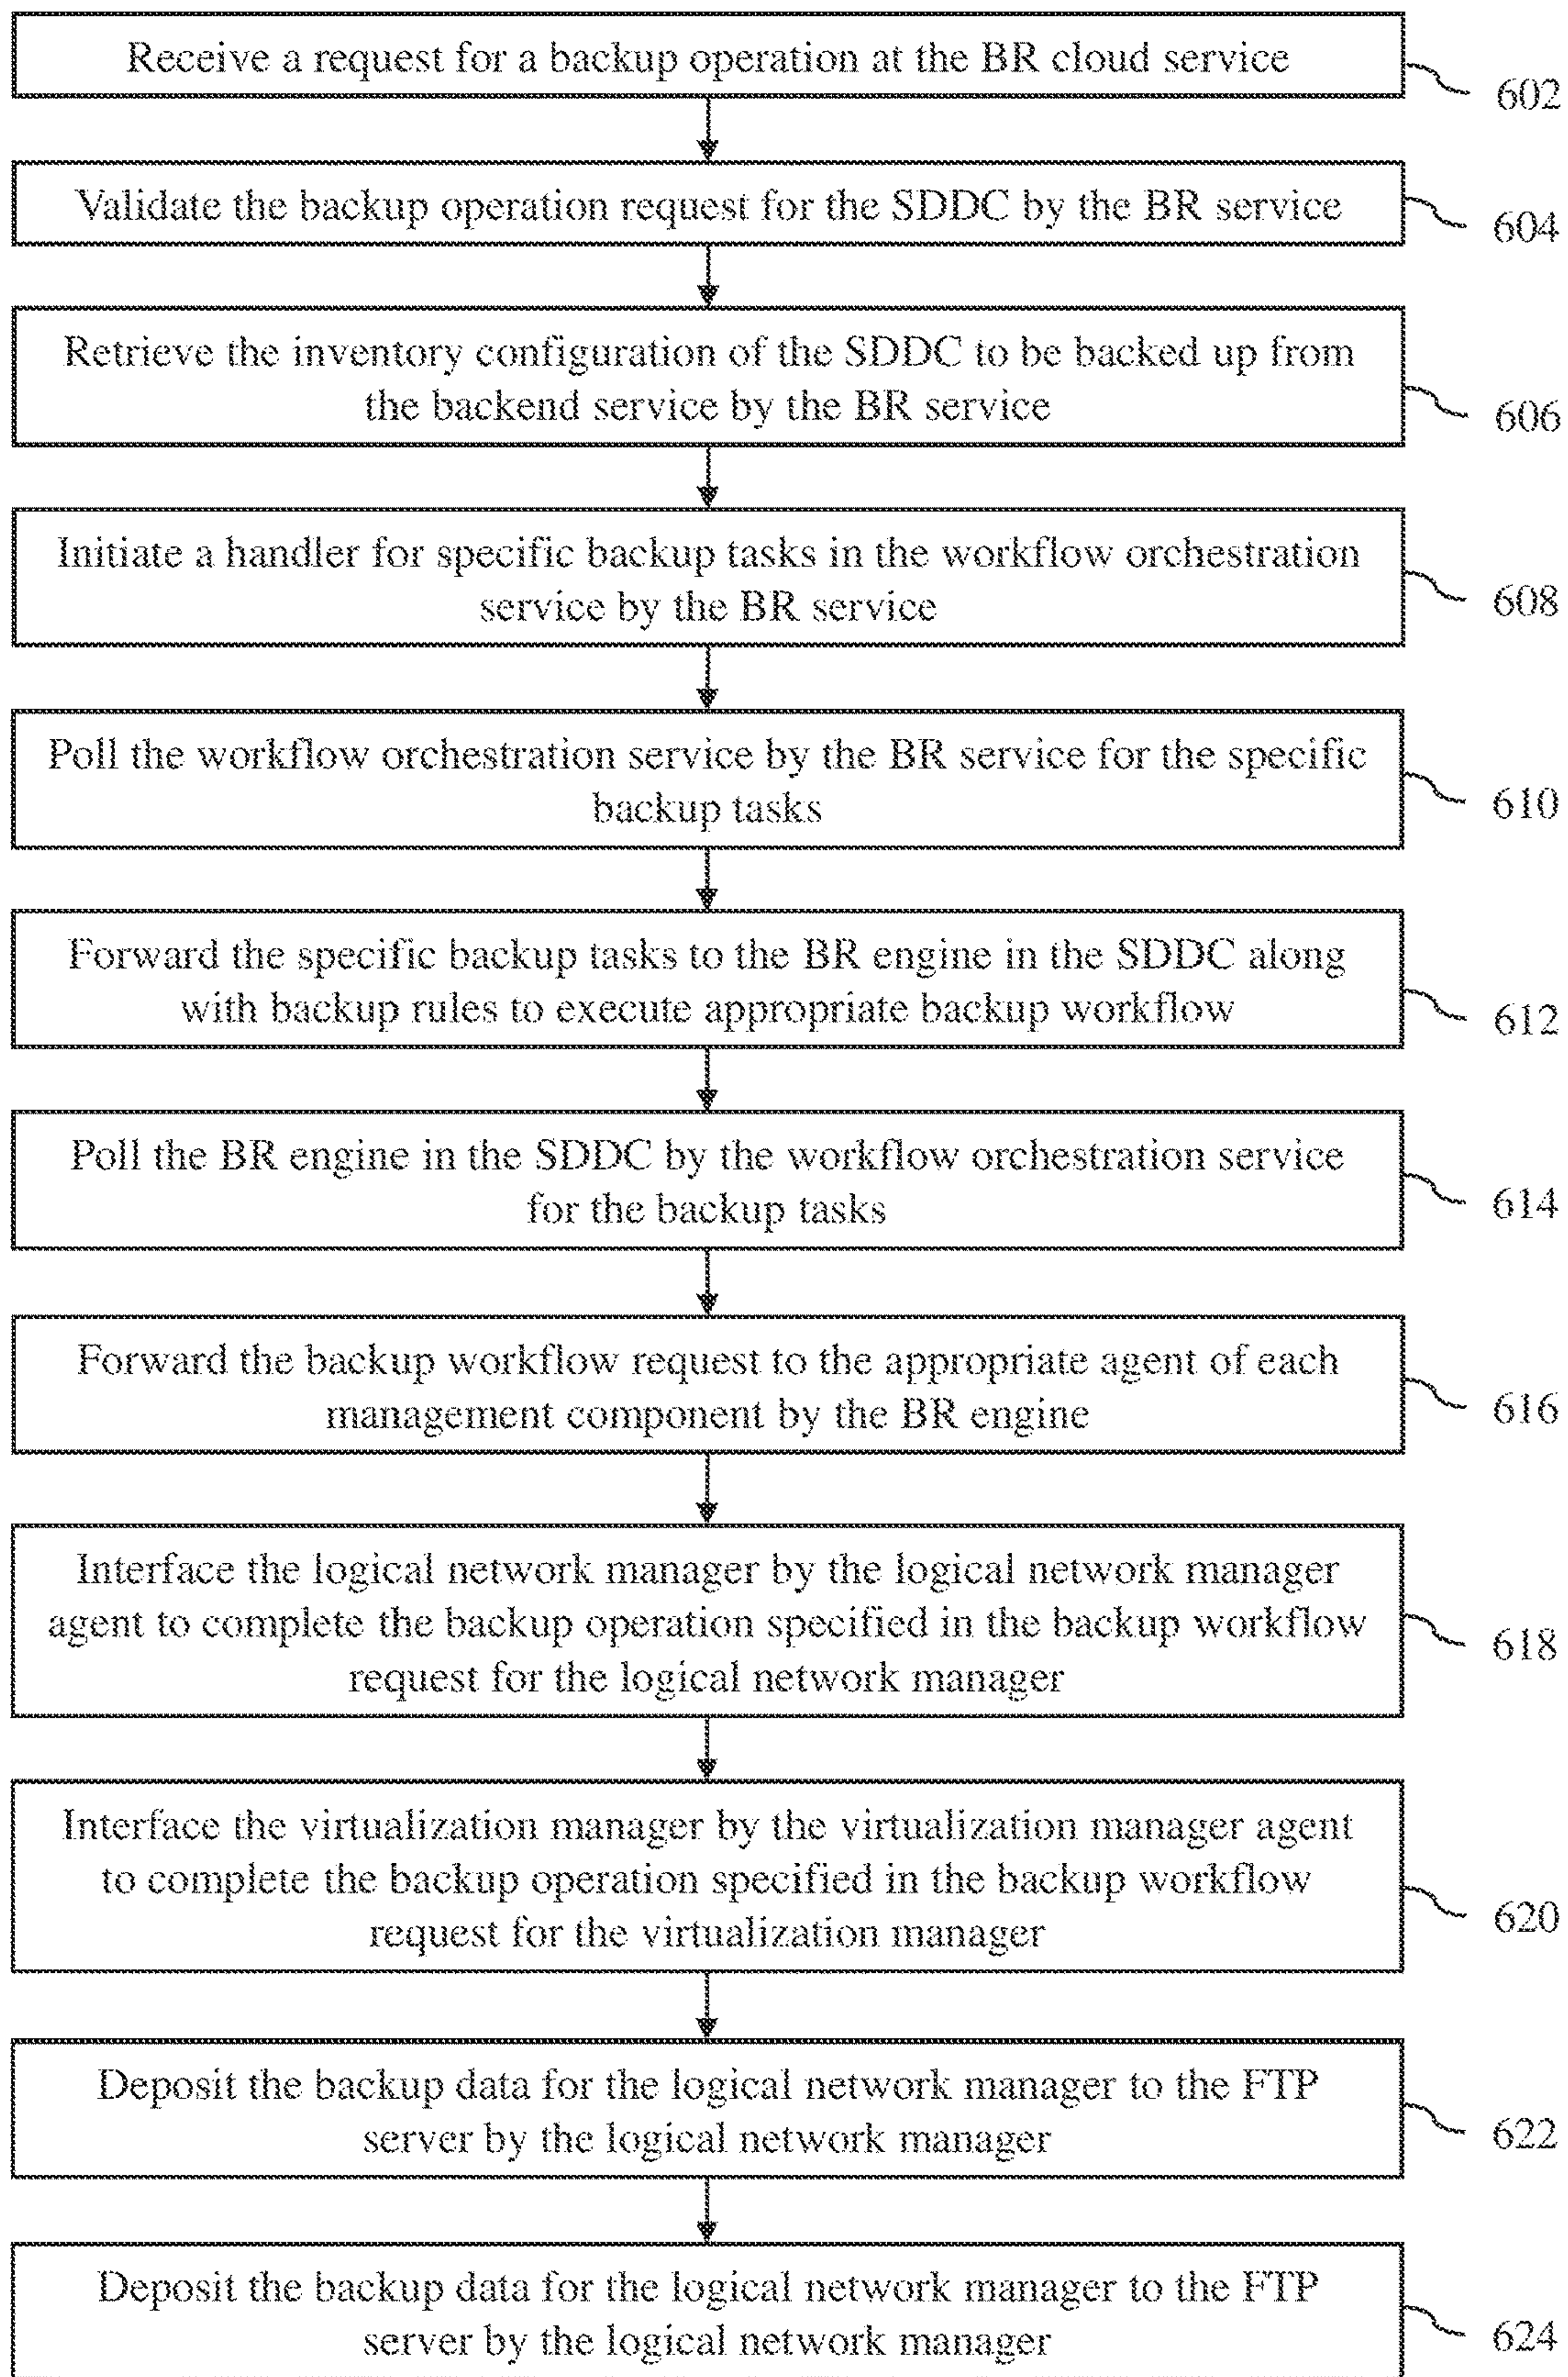 Receive a request for a backup operation at the BR cloud service
602
Validate the backup operation request for the SDDC by the BR service
604
Retrieve the inventory configuration of the SDDC to be backed up from
the backend service by the BR service
606
Initiate a handler for specific backup tasks in the workflow orchestration
service by the BR service
608
Poll the workflow orchestration service by the BR service for the specific
backup tasks
610
Forward the specific backup tasks to the BR engine in the SDDC along
with backup rules to execute appropriate backup workflow
612
Poll the BR engine in the SDDC by the workflow orchestration service
for the backup tasks
614
Forward the backup workflow request to the appropriate agent of each
management component by the BR engine
616
Interface the logical network manager by the logical network manager
agent to complete the backup operation specified in the backup workflow
request for the logical network manager
618
Interface the virtualization manager by the virtualization manager agent
to complete the backup operation specified in the backup workflow
request for the virtualization manager
620
Deposit the backup data for the logical network manager to the FTP
server by the logical network manager
622
Deposit the backup data for the logical network manager to the FTP
server by the logical network manager
624